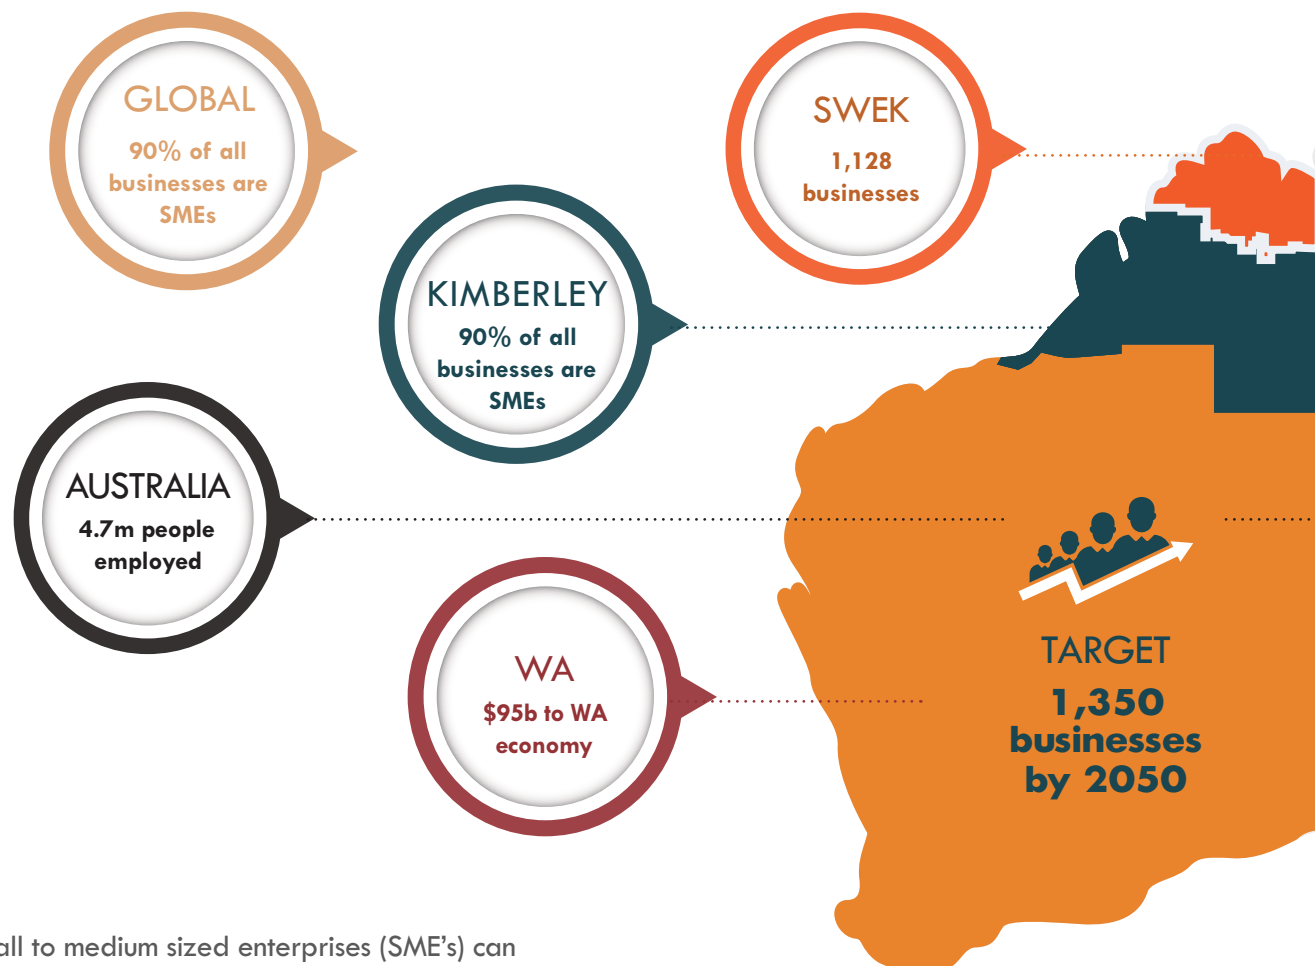 GLOBAL
90% of all
businesses are
SMEs
SWEK
1,128
businesses
KIMBERLEY
90% of all
businesses are
SMEs
AUSTRALIA
4.7m people
employed
WA
$95b to WA
economy
TARGET
1,350
businesses
by 2050
to medium sized enterprises (SME's) can